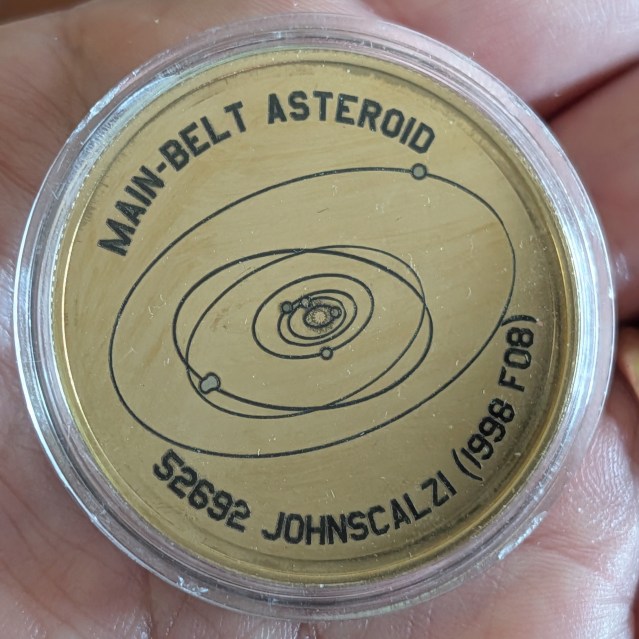 MAIN-BELT ASTEROID
52692 JOHNSCALZI (1998 FO8)